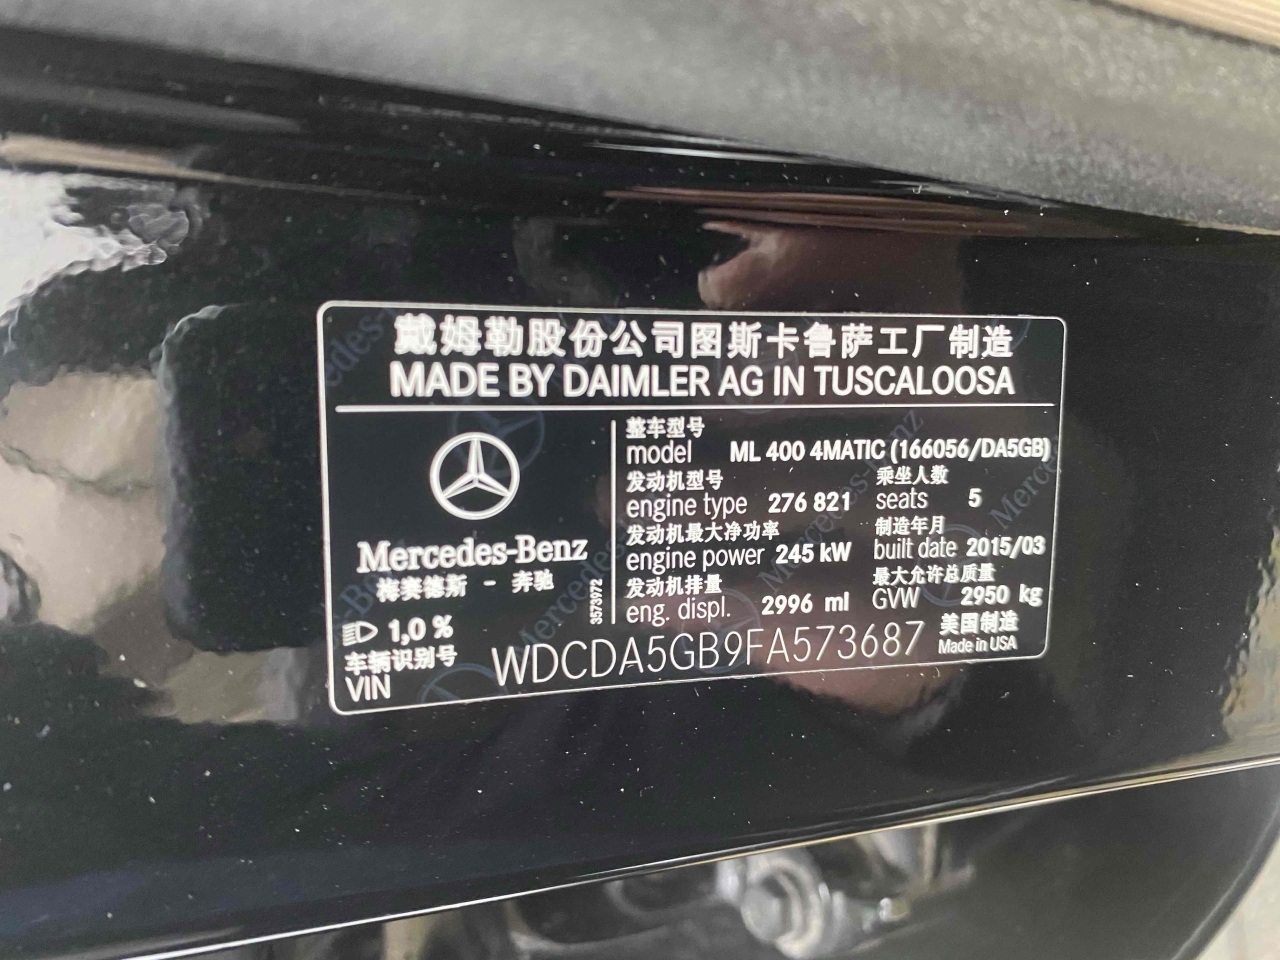 戴姆勒股份公司图斯卡鲁萨工厂制造
MADE BY DAIMLER AG IN TUSCALOOSA
Mercedes-Benz
梅赛德斯 - 奔驰
1,0 %
车辆识别号
VIN
3573972
整车型号
model ML 400 4MATIC (166056/DA5GB)
发动机型号 乘坐人数
engine type 276 821 seats 5
发动机最大净功率 制造年月
engine power 245 kW built date 2015/03
发动机排量 最大允许总质量
eng. displ. 2996 ml GVW 2950 kg
WDCDA5GB9FA573687
美国制造
Made in USA